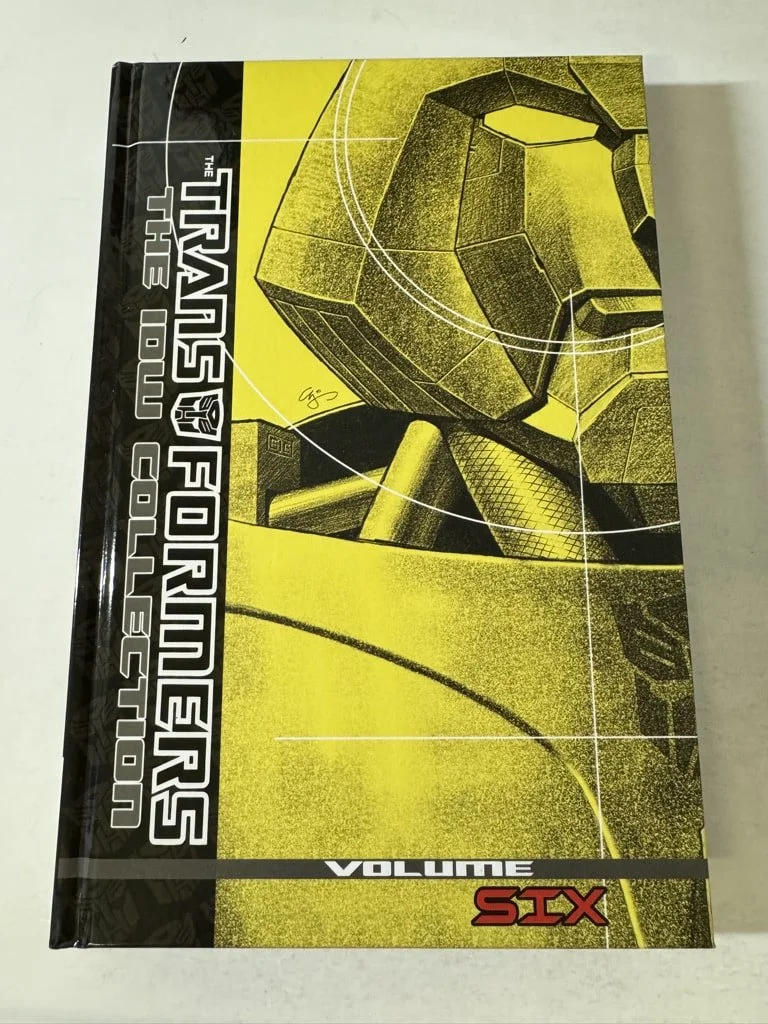 THE TRANSFORMERS
THE IDW COLLECTION
VOLUME
SIX